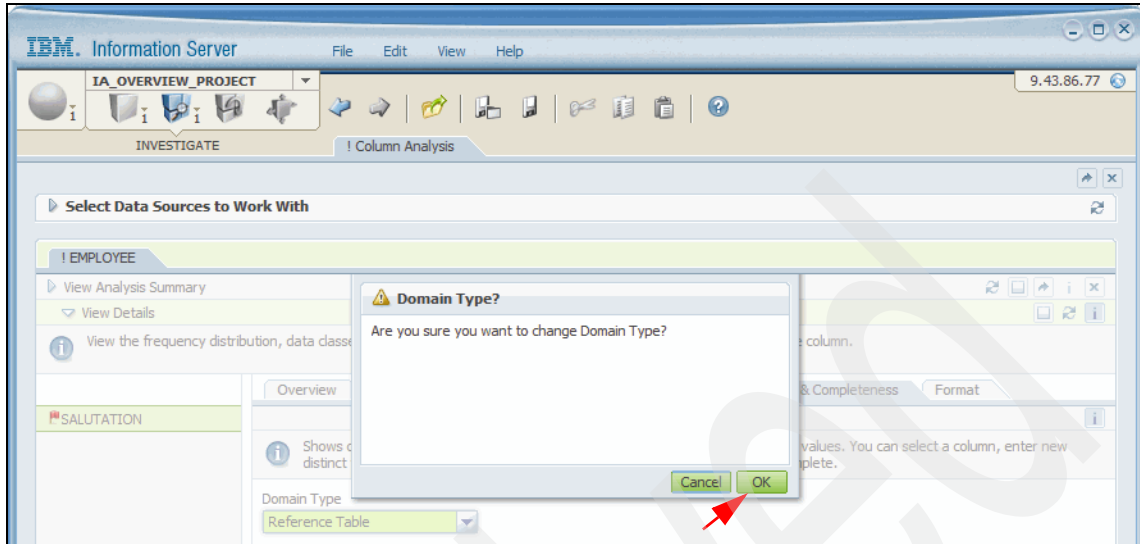 IBM. Information Server File Edit View Help
IA_OVERVIEW_PROJECT 9.43.86.77
INVESTIGATE ! Column Analysis
Select Data Sources to Work With
! EMPLOYEE
View Analysis Summary
View Details
View the frequency distribution, data classe column.
Domain Type?
Are you sure you want to change Domain Type?
Cancel OK
Overview & Completeness Format
SALUTATION
Shows values. You can select a column, enter new
distinct
Domain Type
Reference Table